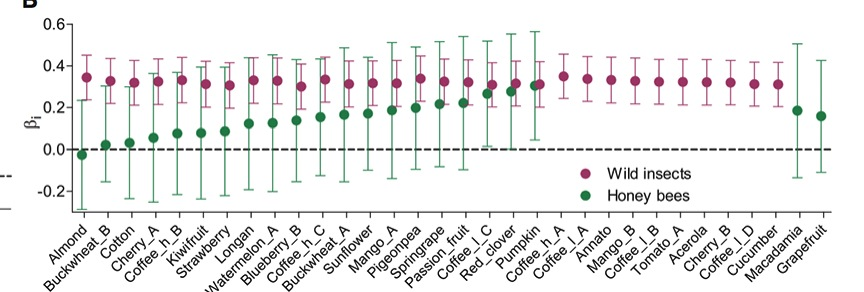 B
0.6
0.4
0.2
0.0
-0.2
βi
Wild insects
Honey bees
Almond
Buckwheat_B
Cotton
Cherry_A
Coffee_h_B
Kiwifruit
Strawberry
Longan
Watermelon_A
Blueberry_B
Coffee_h_C
Buckwheat_A
Sunflower
Mango_A
Pigeonpea
Springrape
Passion_fruit
Coffee_l_C
Red_clover
Pumpkin
Coffee_h_A
Coffee_l_A
Annato
Mango_B
Coffee_l_B
Tomato_A
Acerola
Cherry_B
Coffee_l_D
Cucumber
Macadamia
Grapefruit